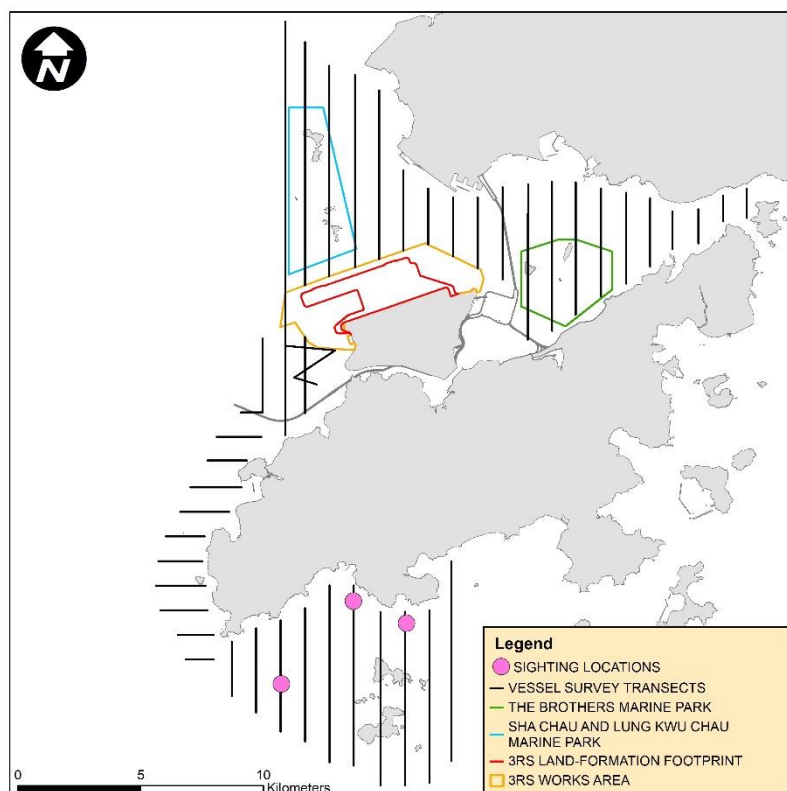 N
Legend
SIGHTING LOCATIONS
VESSEL SURVEY TRANSECTS
THE BROTHERS MARINE PARK
SHA CHAU AND LUNG KWU CHAU
MARINE PARK
3RS LAND-FORMATION FOOTPRINT
3RS WORKS AREA
0 5 10
Kilometers